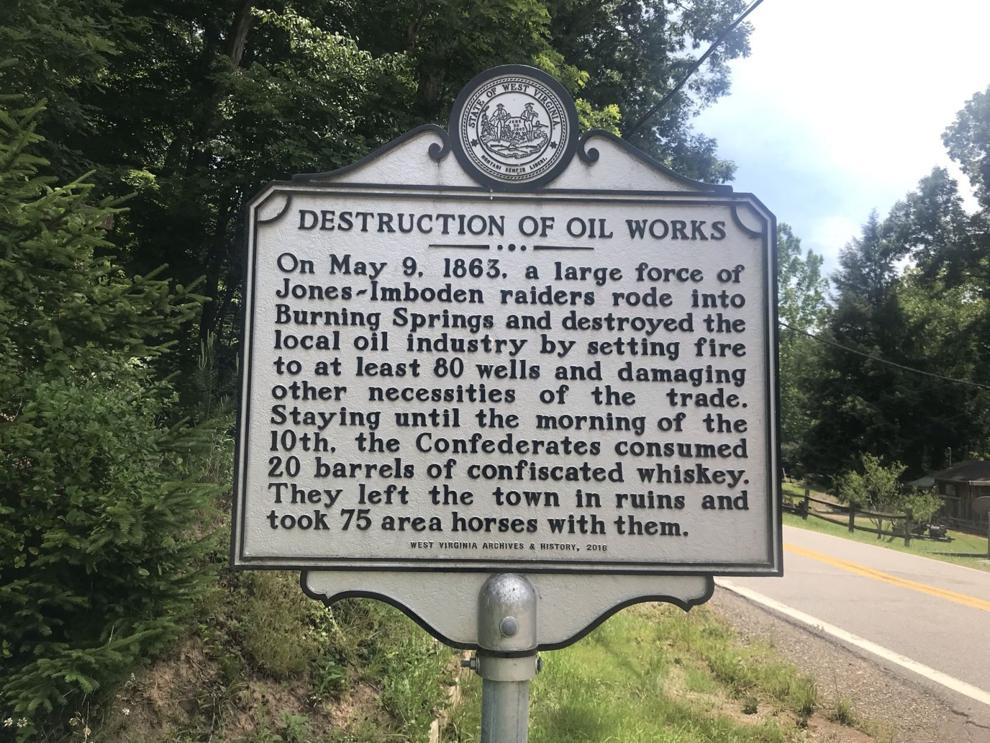 STATE OF WEST VIRGINIA.
MONTANI SEMPER LIBERI.
DESTRUCTION OF OIL WORKS
On May 9, 1863, a large force of
Jones-Imboden raiders rode into
Burning Springs and destroyed the
local oil industry by setting fire
to at least 80 wells and damaging
other necessities of the trade.
Staying until the morning of the
10th, the Confederates consumed
20 barrels of confiscated whiskey.
They left the town in ruins and
took 75 area horses with them.
WEST VIRGINIA ARCHIVES & HISTORY, 2016